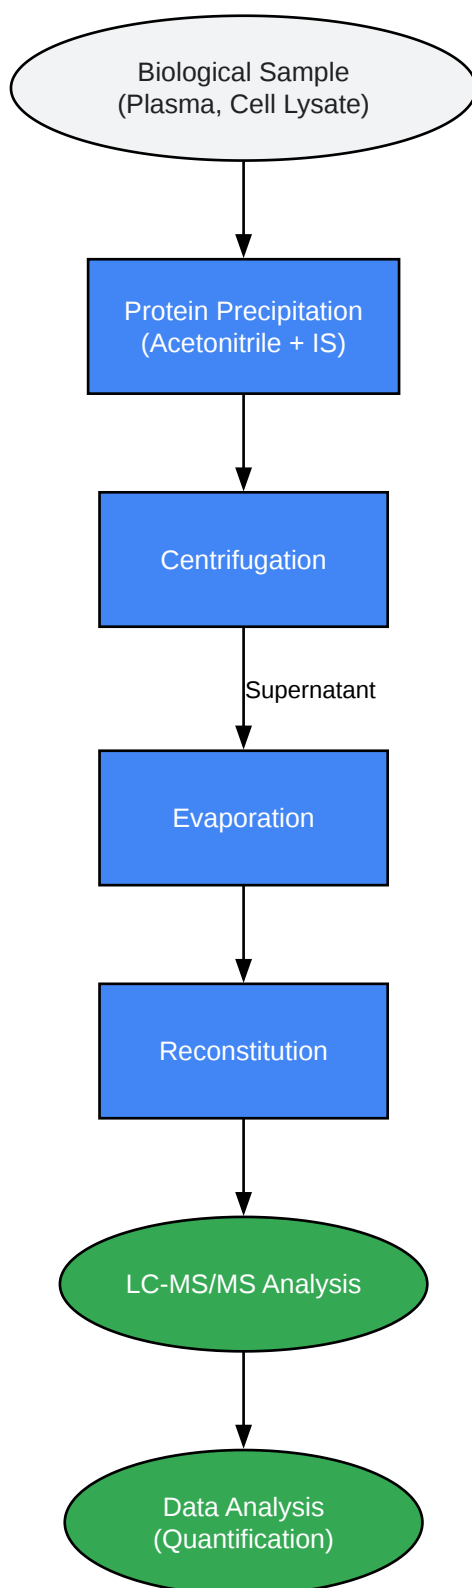 Biological Sample
(Plasma, Cell Lysate)
Protein Precipitation
(Acetonitrile + IS)
Centrifugation
Supernatant
Evaporation
Reconstitution
LC-MS/MS Analysis
Data Analysis
(Quantification)